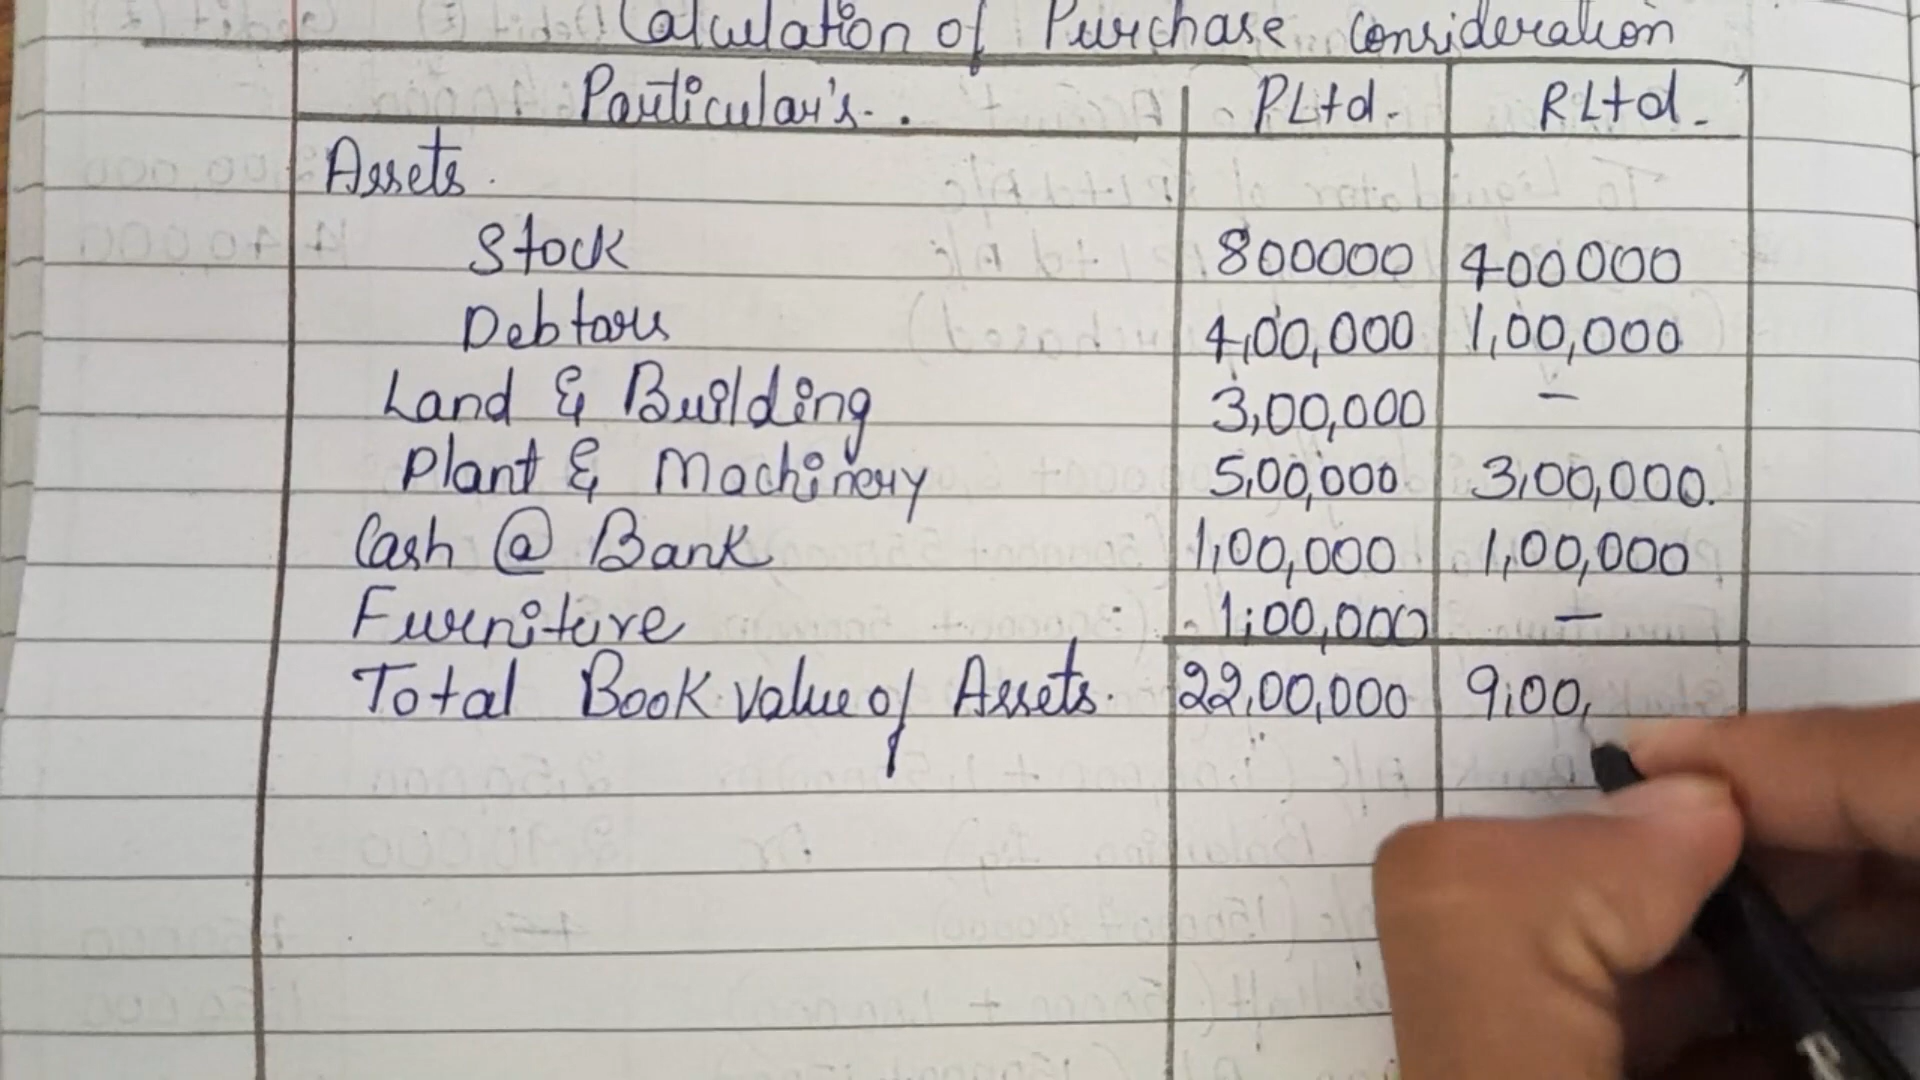 Calculation of Purchase Consideration
Particular's. PLtd. RLtd.
Assets.
Stock 800000 400000
Debtors 4,00,000 1,00,000
Land & Building 3,00,000 –
Plant & Machinery 5,00,000 3,00,000.
Cash @ Bank 1,00,000 1,00,000
Furniture 1,00,000 –
Total Book value of Assets. 22,00,000 9,00,